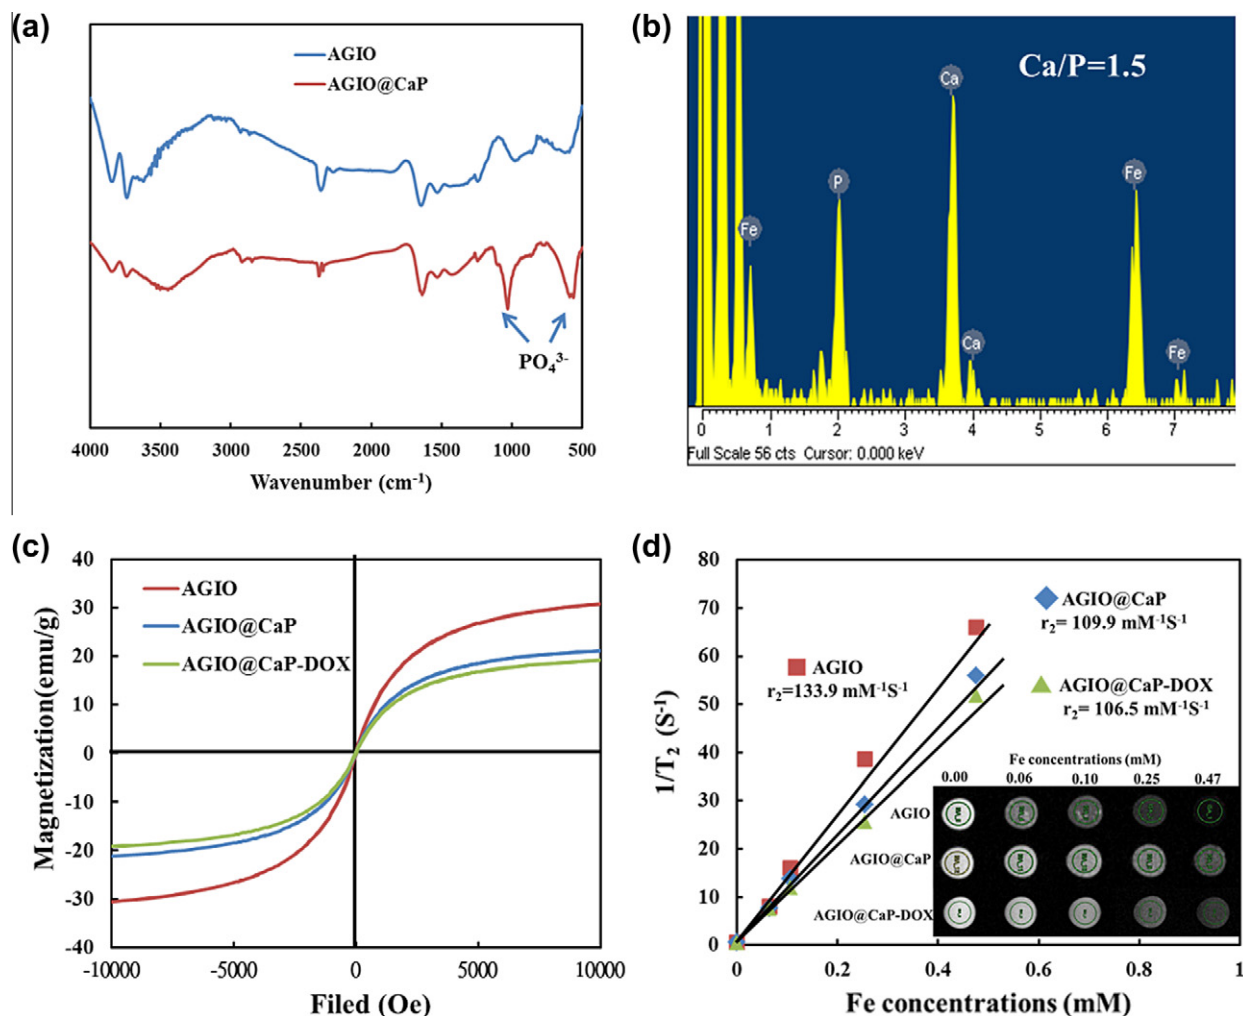 (a)
AGIO
AGIO@CaP
PO₄³⁻
4000 3500 3000 2500 2000 1500 1000 500
Wavenumber (cm⁻¹)
(b)
Ca/P=1.5
Fe
P
Ca
Ca
Fe
Fe
0 1 2 3 4 5 6 7
Full Scale 56 cts Cursor: 0.000 keV
(c)
AGIO
AGIO@CaP
AGIO@CaP-DOX
Magnetization(emu/g)
40
30
20
10
0
-10
-20
-30
-40
-10000 -5000 0 5000 10000
Filed (Oe)
(d)
1/T₂ (S⁻¹)
80
70
60
50
40
30
20
10
0
AGIO
r₂=133.9 mM⁻¹S⁻¹
AGIO@CaP
r₂= 109.9 mM⁻¹S⁻¹
AGIO@CaP-DOX
r₂= 106.5 mM⁻¹S⁻¹
Fe concentrations (mM)
0.00 0.06 0.10 0.25 0.47
AGIO
AGIO@CaP
AGIO@CaP-DOX
0 0.2 0.4 0.6 0.8 1
Fe concentrations (mM)